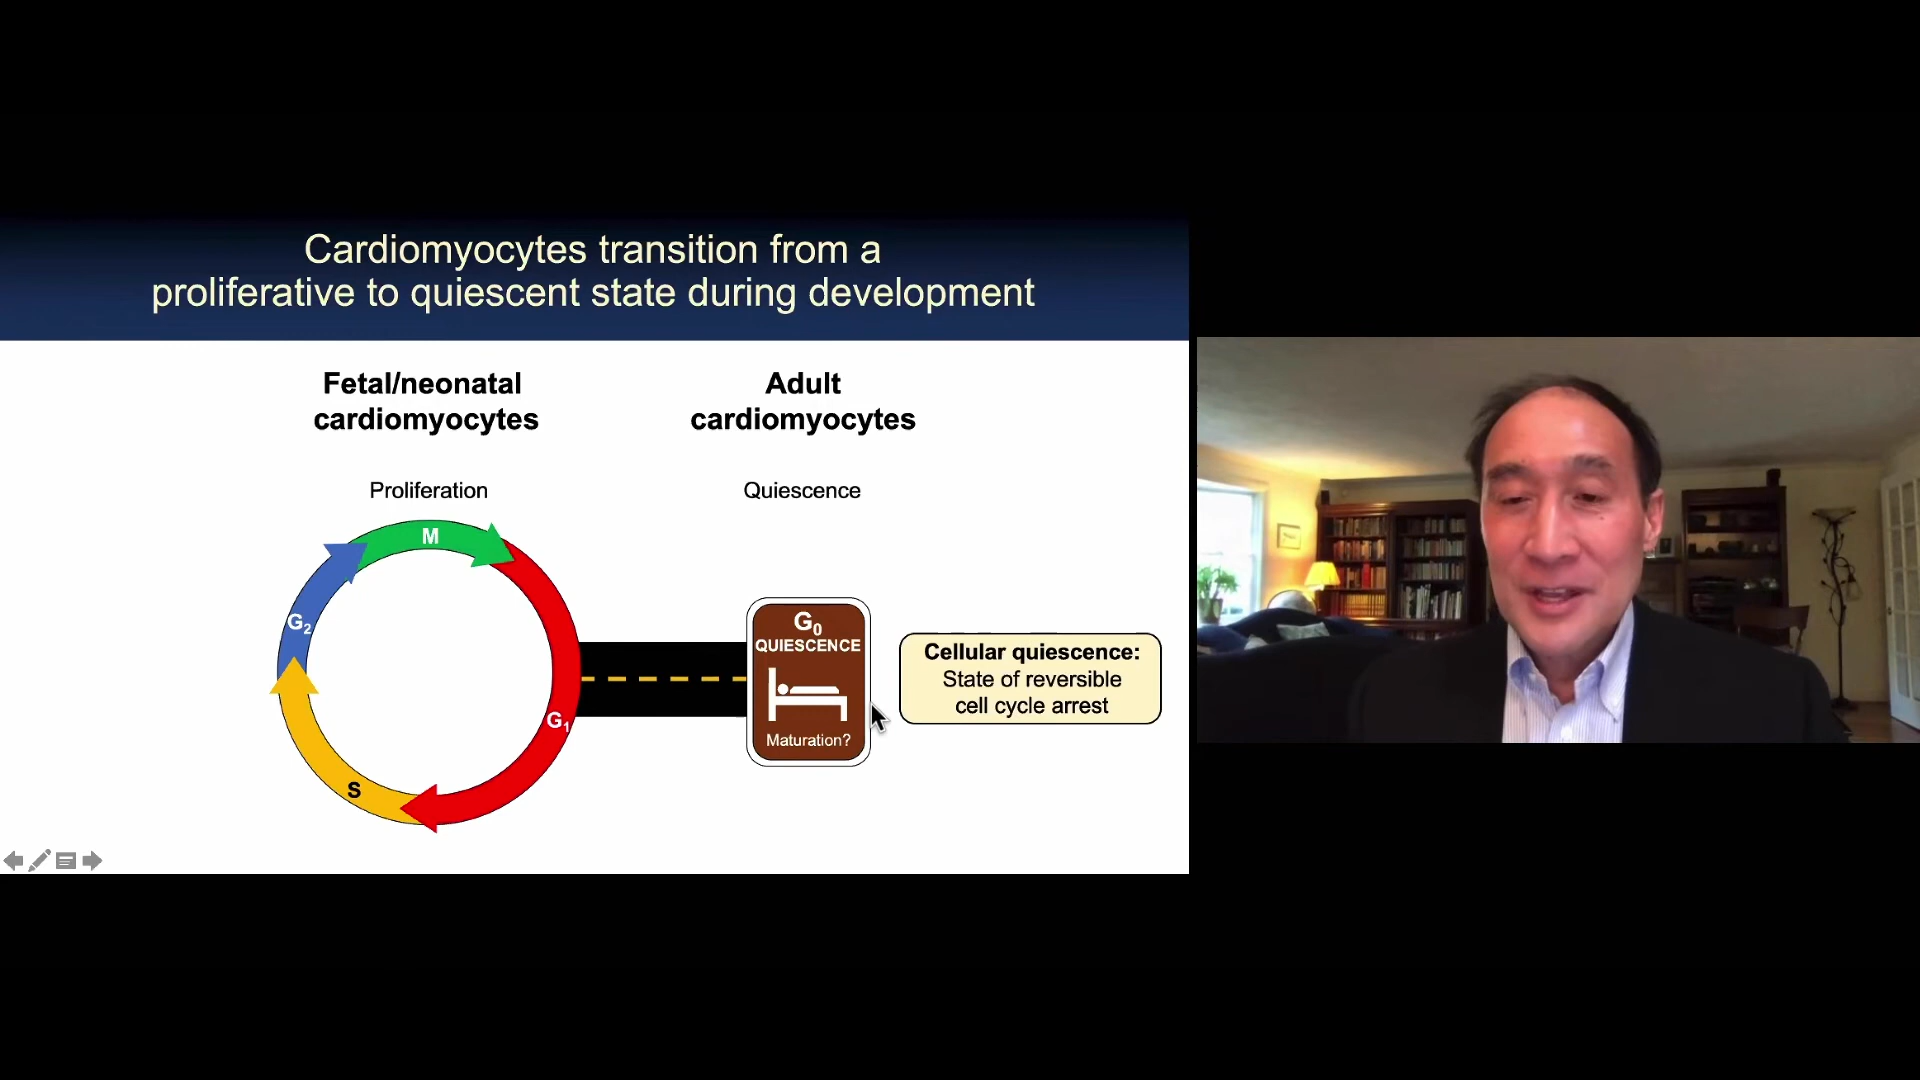 Cardiomyocytes transition from a
proliferative to quiescent state during development
Fetal/neonatal
cardiomyocytes
Adult
cardiomyocytes
Proliferation
Quiescence
M
G₂
G₁
S
G₀
QUIESCENCE
Maturation?
Cellular quiescence:
State of reversible
cell cycle arrest